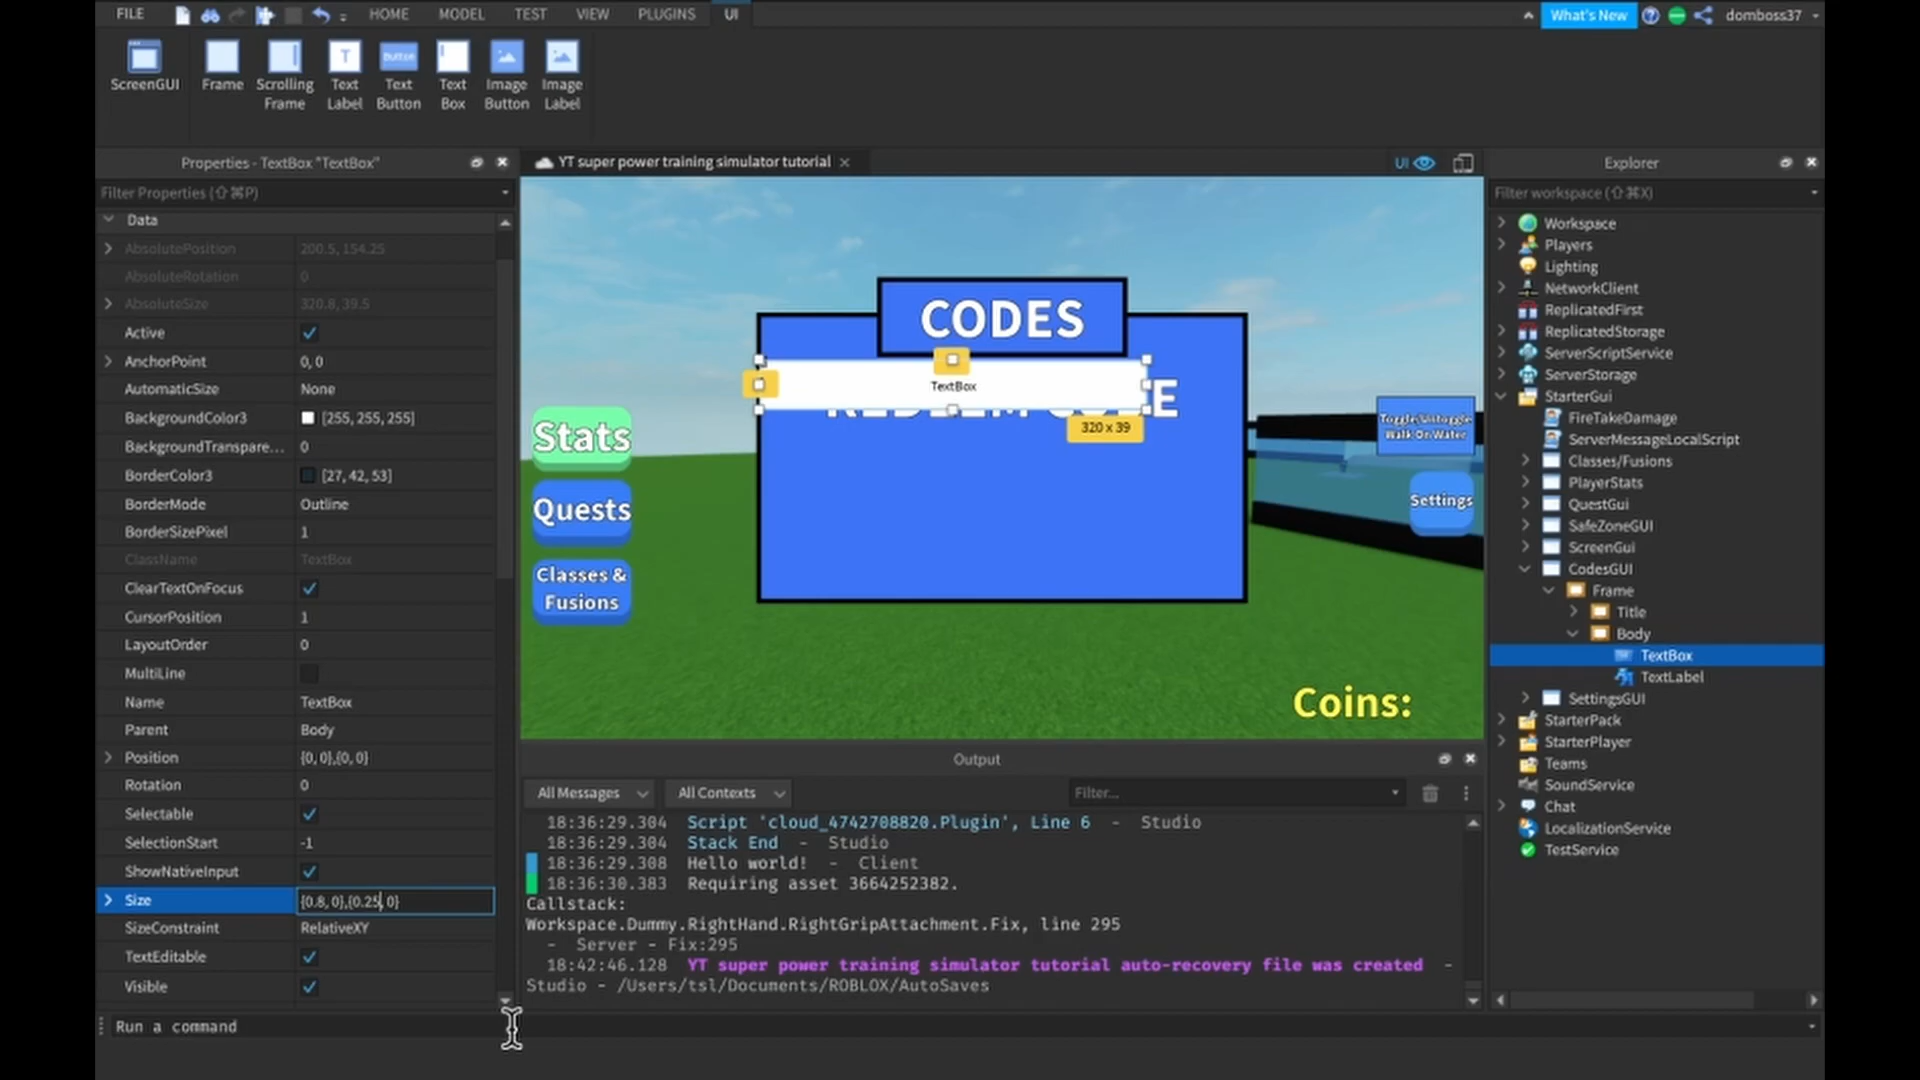 FILE HOME MODEL TEST VIEW PLUGINS UI What's New domboss37
ScreenGUI Frame Scrolling Frame Text Label Text Button Text Box Image Button Image Label
Properties - TextBox "TextBox"
Filter Properties (⇧⌘P)
Data
AbsolutePosition 200.5, 154.25
AbsoluteRotation 0
AbsoluteSize 320.8, 39.5
Active
AnchorPoint 0, 0
AutomaticSize None
BackgroundColor3 [255, 255, 255]
BackgroundTranspare... 0
BorderColor3 [27, 42, 53]
BorderMode Outline
BorderSizePixel 1
ClassName TextBox
ClearTextOnFocus
CursorPosition 1
LayoutOrder 0
MultiLine
Name TextBox
Parent Body
Position {0, 0},{0, 0}
Rotation 0
Selectable
SelectionStart -1
ShowNativeInput
Size {0.8, 0},{0.25, 0}
SizeConstraint RelativeXY
TextEditable
Visible
Run a command
YT super power training simulator tutorial
UI
CODES
TextBox
320 x 39
Stats
Quests
Classes &
Fusions
Toggle/Untoggle
Walk On Water
Settings
Coins:
Output
All Messages All Contexts Filter...
18:36:29.304 Script 'cloud_4742708820.Plugin', Line 6 - Studio
18:36:29.304 Stack End - Studio
18:36:29.308 Hello world! - Client
18:36:30.383 Requiring asset 3664252382.
Callstack:
Workspace.Dummy.RightHand.RightGripAttachment.Fix, line 295
- Server - Fix:295
18:42:46.128 YT super power training simulator tutorial auto-recovery file was created -
Studio - /Users/tsl/Documents/ROBLOX/AutoSaves
Explorer
Filter workspace (⇧⌘X)
Workspace
Players
Lighting
NetworkClient
ReplicatedFirst
ReplicatedStorage
ServerScriptService
ServerStorage
StarterGui
FireTakeDamage
ServerMessageLocalScript
Classes/Fusions
PlayerStats
QuestGui
SafeZoneGUI
ScreenGui
CodesGUI
Frame
Title
Body
TextBox
TextLabel
SettingsGUI
StarterPack
StarterPlayer
Teams
SoundService
Chat
LocalizationService
TestService